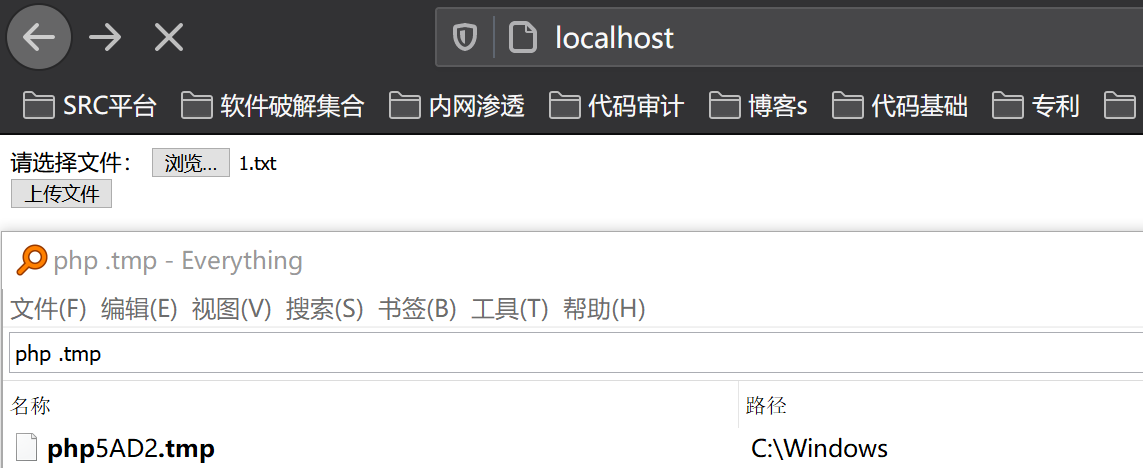 localhost
SRC平台 软件破解集合 内网渗透 代码审计 博客s 代码基础 专利
请选择文件： 浏览... 1.txt
上传文件
php .tmp - Everything
文件(F) 编辑(E) 视图(V) 搜索(S) 书签(B) 工具(T) 帮助(H)
php .tmp
名称 路径
php5AD2.tmp C:\Windows